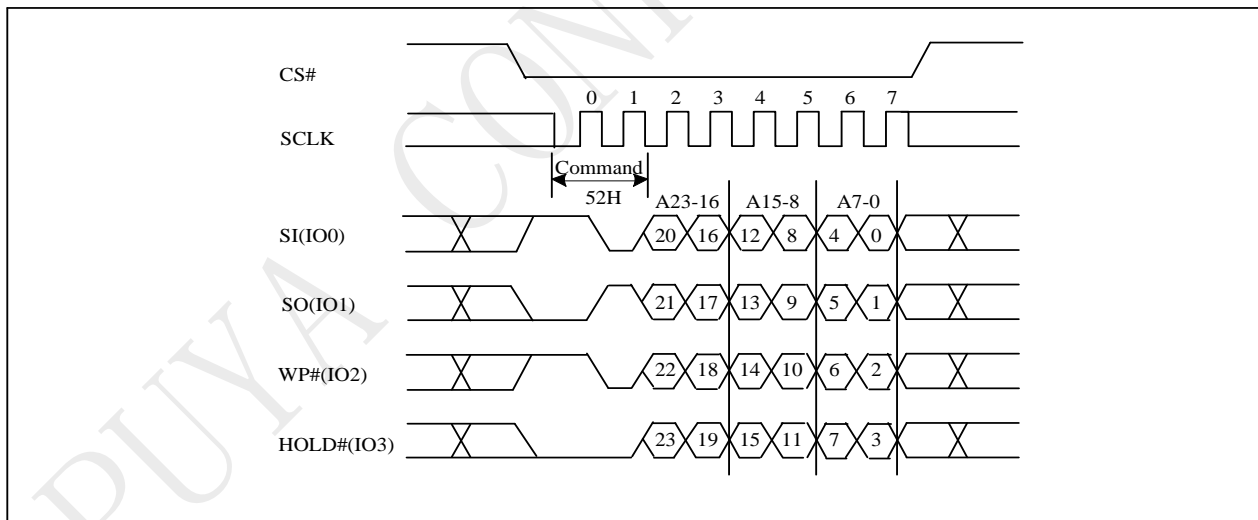 CS#
0 1 2 3 4 5 6 7
SCLK
Command
52H
A23-16 A15-8 A7-0
SI(IO0) 20 16 12 8 4 0
SO(IO1) 21 17 13 9 5 1
WP#(IO2) 22 18 14 10 6 2
HOLD#(IO3) 23 19 15 11 7 3
PUYA